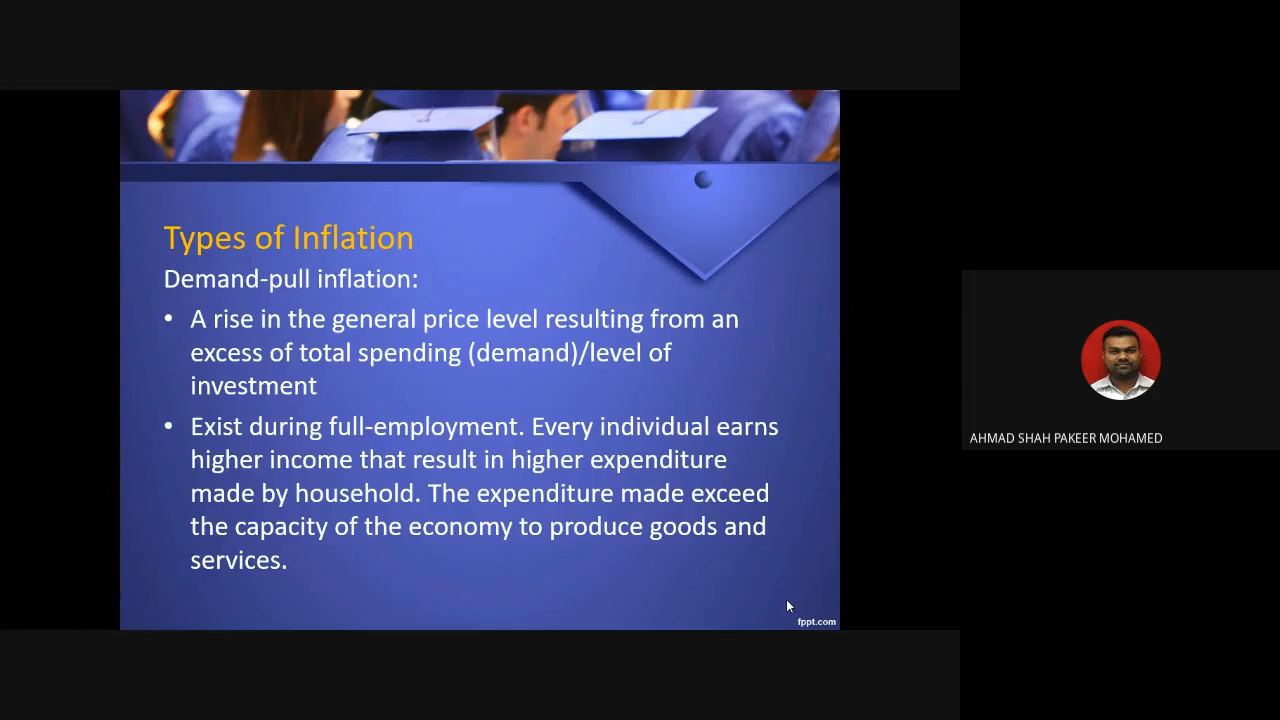 Types of Inflation
Demand-pull inflation:
• A rise in the general price level resulting from an
excess of total spending (demand)/level of
investment
• Exist during full-employment. Every individual earns
higher income that result in higher expenditure
made by household. The expenditure made exceed
the capacity of the economy to produce goods and
services.
fppt.com
AHMAD SHAH PAKEER MOHAMED